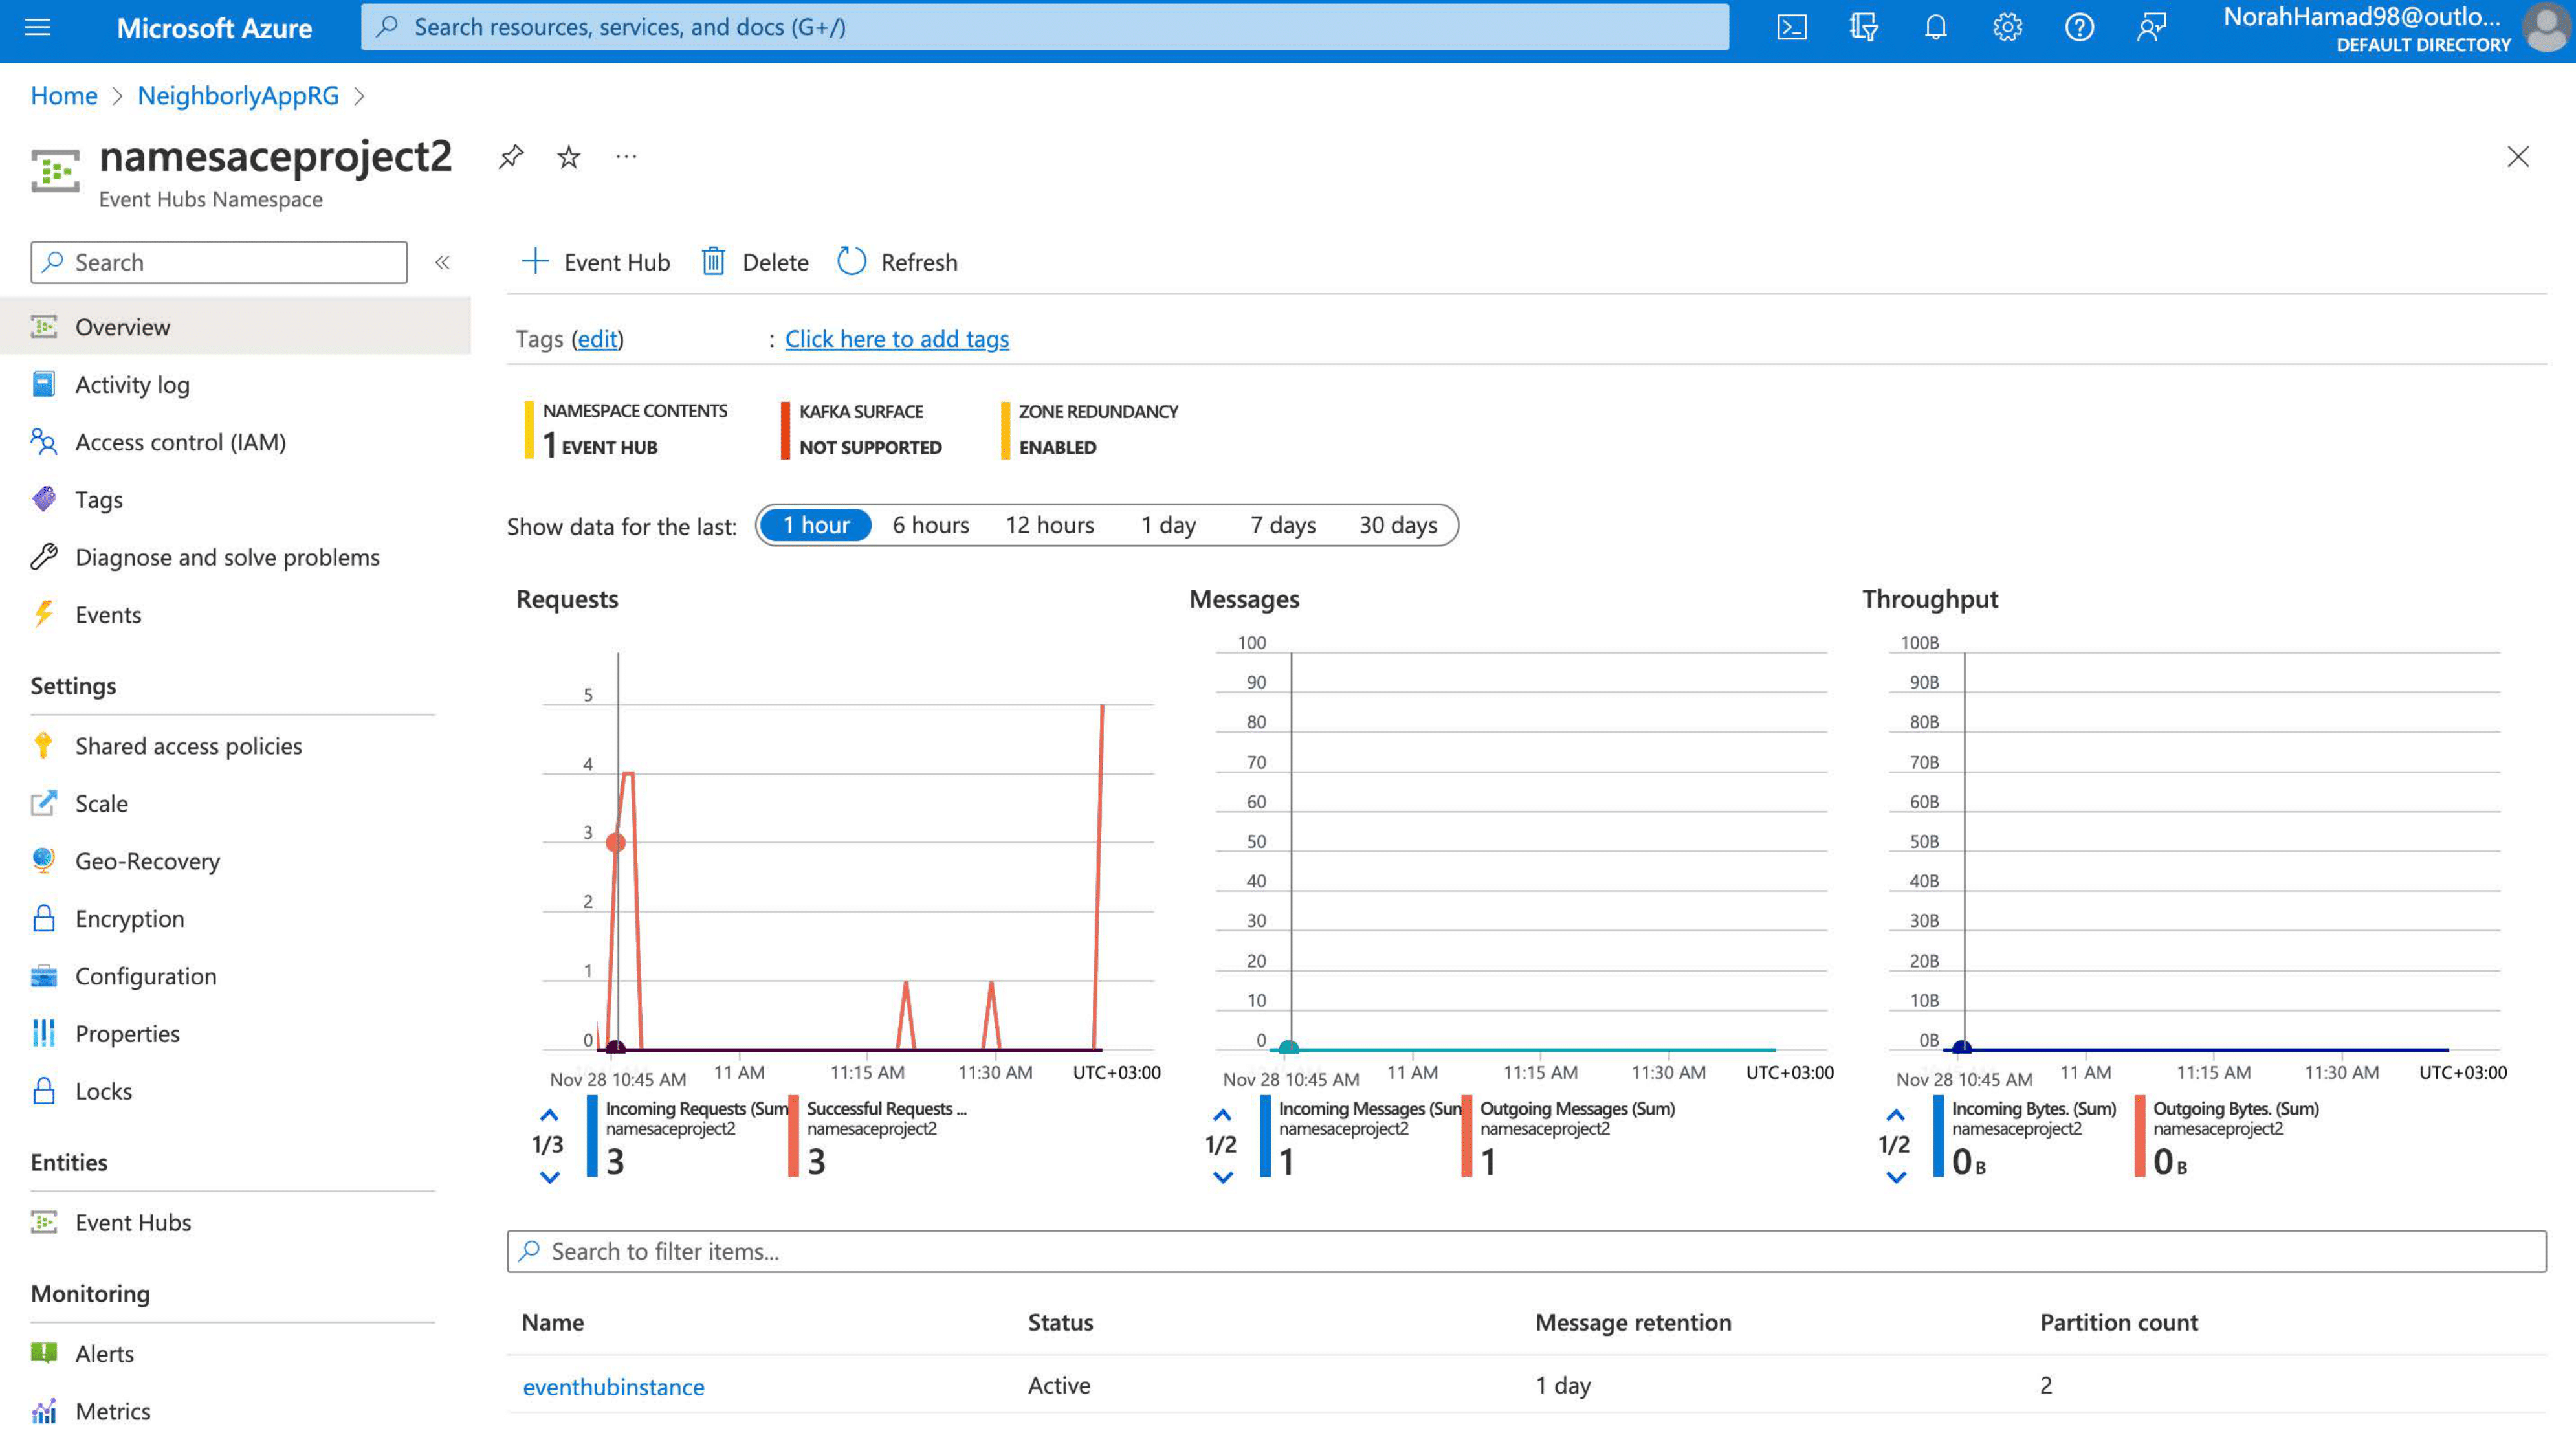 Microsoft Azure
Search resources, services, and docs (G+/)
NorahHamad98@outlo...
DEFAULT DIRECTORY
Home > NeighborlyAppRG >
namesaceproject2
...
Event Hubs Namespace
Search
«
Overview
Activity log
Access control (IAM)
Tags
Diagnose and solve problems
Events
Settings
Shared access policies
Scale
Geo-Recovery
Encryption
Configuration
Properties
Locks
Entities
Event Hubs
Monitoring
Alerts
Metrics
+ Event Hub Delete Refresh
Tags (edit) : Click here to add tags
NAMESPACE CONTENTS
1 EVENT HUB
KAFKA SURFACE
NOT SUPPORTED
ZONE REDUNDANCY
ENABLED
Show data for the last: 1 hour 6 hours 12 hours 1 day 7 days 30 days
Requests
5
4
3
2
1
0
Nov 28 10:45 AM 11 AM 11:15 AM 11:30 AM UTC+03:00
1/3
Incoming Requests (Sum
namesaceproject2
3
Successful Requests ...
namesaceproject2
3
Messages
100
90
80
70
60
50
40
30
20
10
0
Nov 28 10:45 AM 11 AM 11:15 AM 11:30 AM UTC+03:00
1/2
Incoming Messages (Sum
namesaceproject2
1
Outgoing Messages (Sum)
namesaceproject2
1
Throughput
100B
90B
80B
70B
60B
50B
40B
30B
20B
10B
0B
Nov 28 10:45 AM 11 AM 11:15 AM 11:30 AM UTC+03:00
1/2
Incoming Bytes. (Sum)
namesaceproject2
0 B
Outgoing Bytes. (Sum)
namesaceproject2
0 B
Search to filter items...
Name Status Message retention Partition count
eventhubinstance Active 1 day 2